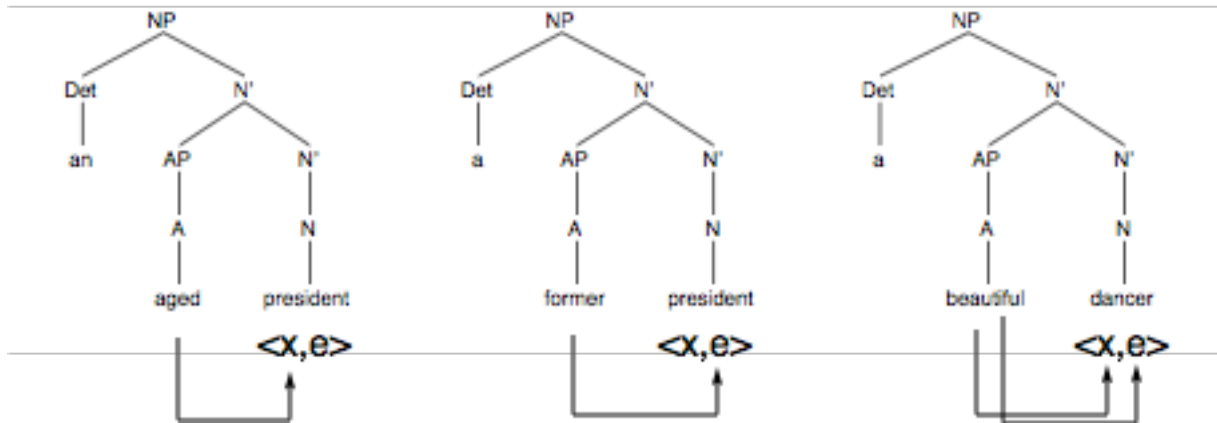 NP NP NP
Det N' Det N' Det N'
an AP N' a AP N' a AP N'
A N A N A N
aged president former president beautiful dancer
<x,e> <x,e> <x,e>